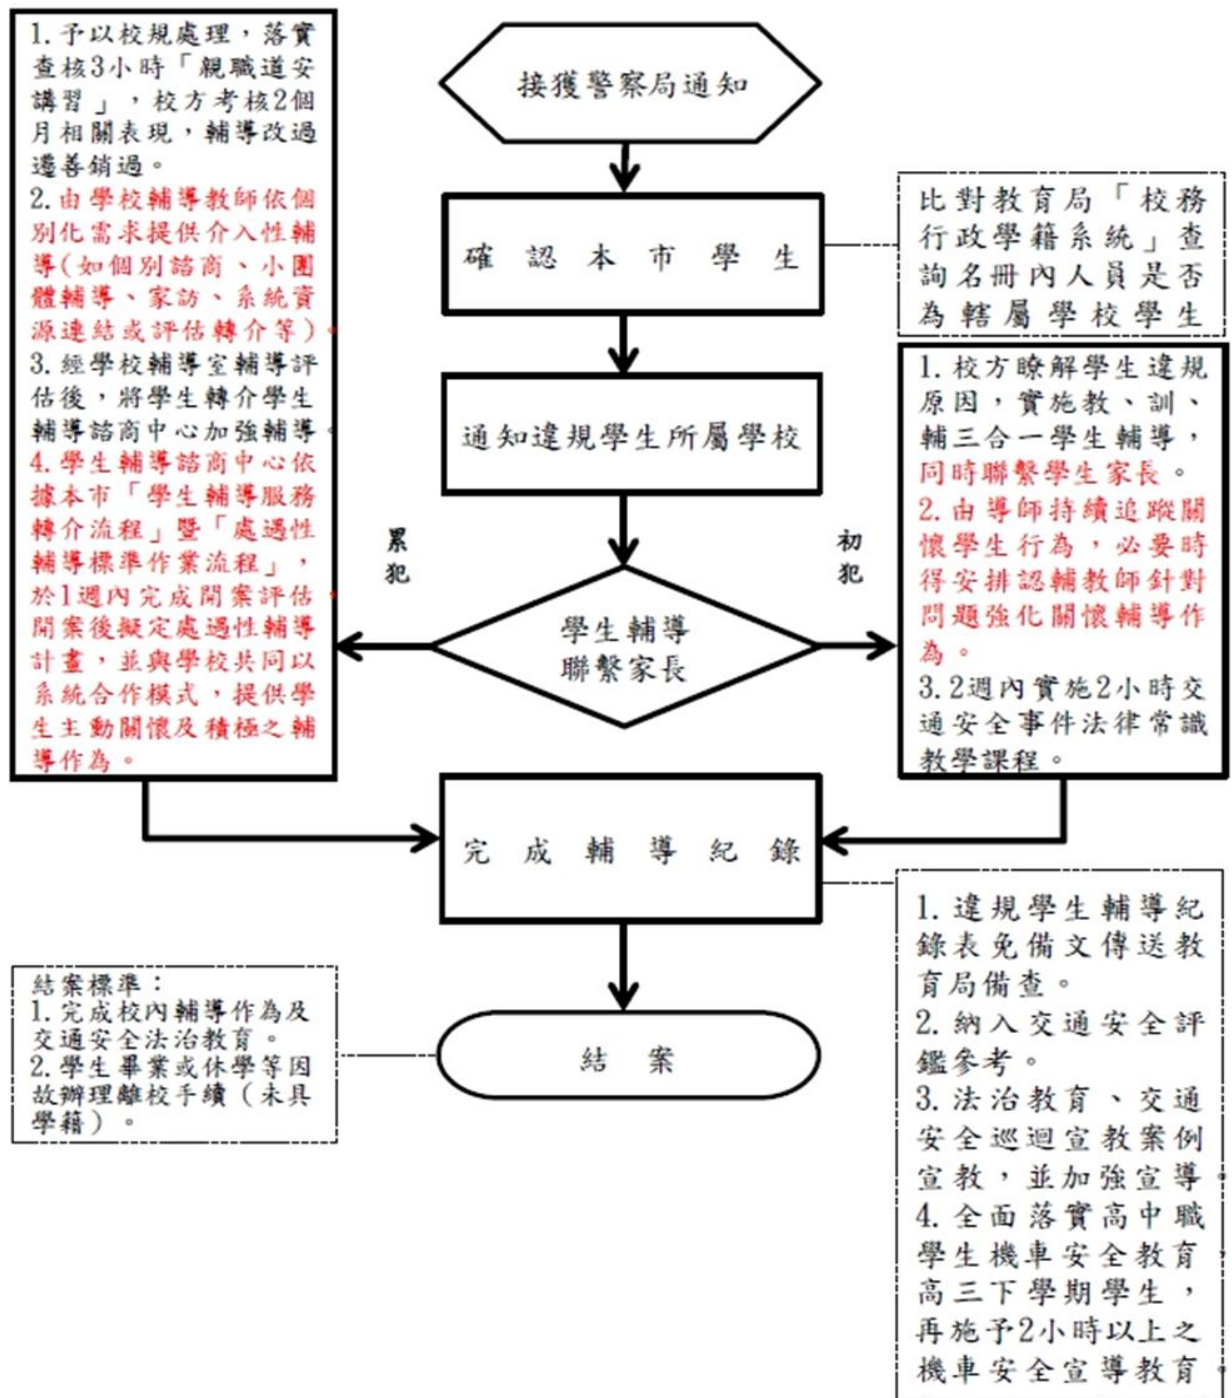 1. 予以校規處理，落實
查核3小時「親職道安
講習」，校方考核2個
月相關表現，輔導改過
遷善銷過。
2.由學校輔導教師依個
別化需求提供介入性輔
導(如個別諮商、小團
體輔導、家訪、系統資
源連結或評估轉介等)。
3.經學校輔導室輔導評
估後，將學生轉介學生
輔導諮商中心加強輔導。
4.學生輔導諮商中心依
據本市「學生輔導服務
轉介流程」暨「處遇性
輔導標準作業流程」，
於1週內完成開案評估，
開案後擬定處遇性輔導
計畫，並與學校共同以
系統合作模式，提供學
生主動關懷及積極之輔
導作為。
接獲警察局通知
確認本市學生
比對教育局「校務
行政學籍系統」查
詢名冊內人員是否
為轄屬學校學生
通知違規學生所屬學校
累
犯
初
犯
學生輔導
聯繫家長
1.校方瞭解學生違規
原因，實施教、訓、
輔三合一學生輔導，
同時聯繫學生家長。
2.由導師持續追蹤關
懷學生行為，必要時
得安排認輔教師針對
問題強化關懷輔導作
為。
3.2週內實施2小時交
通安全事件法律常識
教學課程。
完成輔導紀錄
1.違規學生輔導紀
錄表免備文傳送教
育局備查。
2.納入交通安全評
鑑參考。
3.法治教育、交通
安全巡迴宣教案例
宣教，並加強宣導。
4.全面落實高中職
學生機車安全教育，
高三下學期學生，
再施予2小時以上之
機車安全宣導教育。
結案標準：
1.完成校內輔導作為及
交通安全法治教育。
2.學生畢業或休學等因
故辦理離校手續（未具
學籍）。
結案